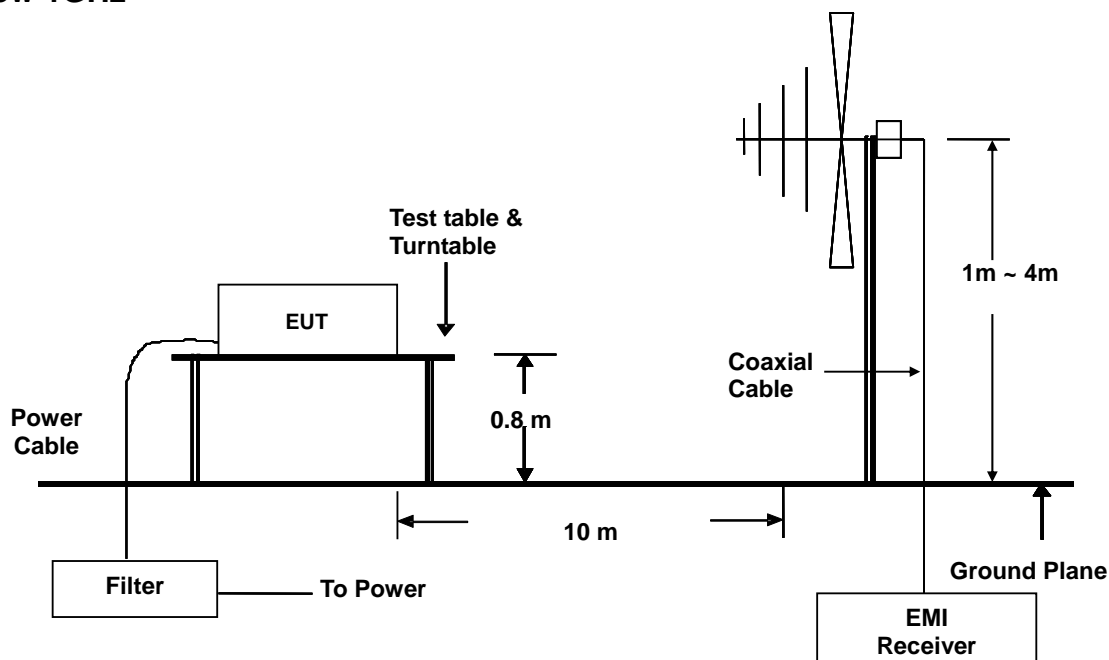 Test table &
Turntable
EUT
1m ~ 4m
Coaxial
Cable
0.8 m
Power
Cable
10 m
Filter
To Power
Ground Plane
EMI
Receiver